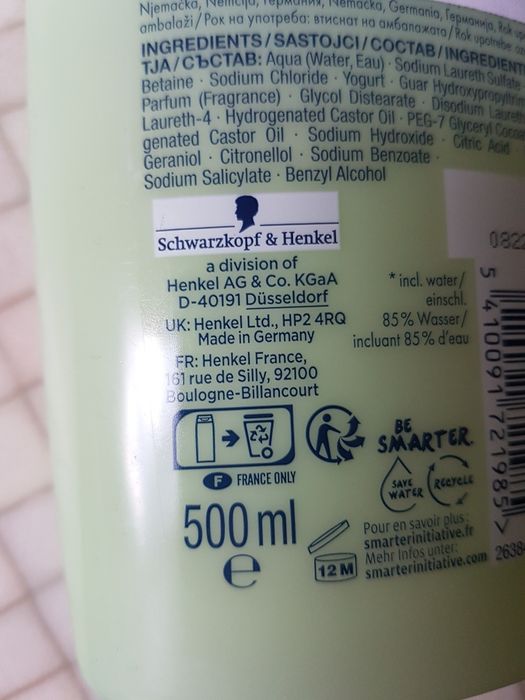 Njemačka, Nemčija, Германия, Nemačka, Germania, Германија, Rok
ambalaži/Рок на употреба: втиснат на амбалажата/Rok upotrebe
INGREDIENTS/SASTOJCI/СОСТАВ/INGREDIENT
TJA/СЪСТАВ: Aqua (Water, Eau) · Sodium Laureth Sulfate
Betaine · Sodium Chloride · Yogurt · Guar
Parfum (Fragrance) · Glycol Distearate · Disodium
Laureth-4 · Hydrogenated Castor Oil · PEG-7 Glyceryl
genated Castor Oil · Sodium Hydroxide · Citric Acid
Geraniol · Citronellol · Sodium Benzoate ·
Sodium Salicylate · Benzyl Alcohol
Schwarzkopf & Henkel
a division of
Henkel AG & Co. KGaA
D-40191 Düsseldorf
UK: Henkel Ltd., HP2 4RQ
Made in Germany
FR: Henkel France,
161 rue de Silly, 92100
Boulogne-Billancourt
F FRANCE ONLY
500 ml
e
* incl. water/
einschl.
85% Wasser/
incluant 85% d'eau
BE
SMARTER.
SAVE
WATER
RECYCLE
12 M
Pour en savoir plus:
smarterinitiative.fr
Mehr Infos unter:
smarterinitiative.com
5 410091 721985 >